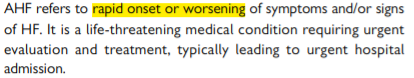 AHF refers to rapid onset or worsening of symptoms and/or signs
of HF. It is a life-threatening medical condition requiring urgent
evaluation and treatment, typically leading to urgent hospital
admission.